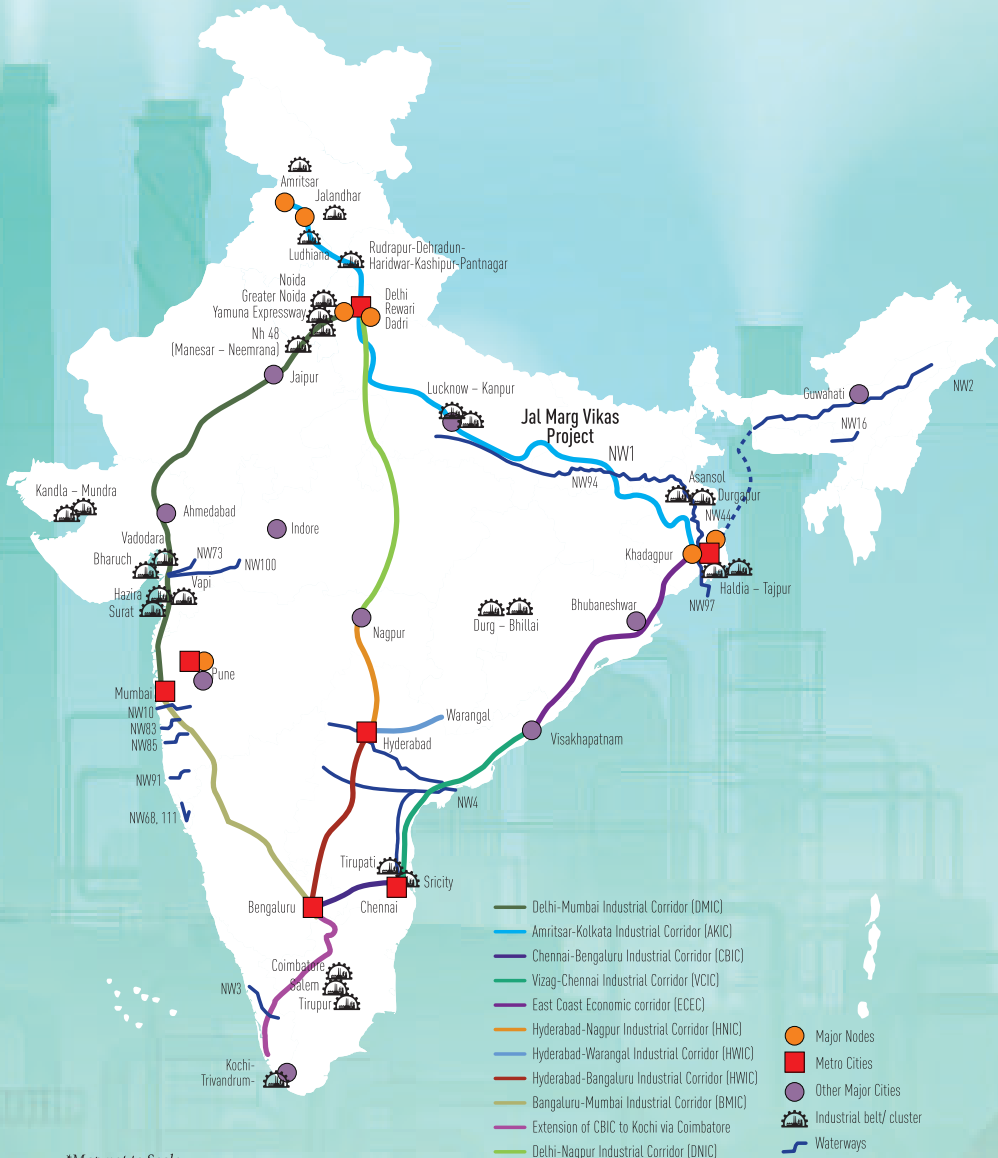 Amritsar
Jalandhar
Ludhiana
Rudrapur-Dehradun-
Haridwar-Kashipur-Pantnagar
Noida
Greater Noida
Yamuna Expressway
Delhi
Rewari
Dadri
Nh 48
(Manesar – Neemrana)
Jaipur
Lucknow – Kanpur
Jal Marg Vikas
Project
NW1
NW94
Guwahati
NW2
NW16
Asansol
Durgapur
NW44
Kandla – Mundra
Ahmedabad
Indore
Vadodara
Bharuch
NW73
NW100
Vapi
Hazira
Surat
Khadagpur
Haldia – Tajpur
NW97
Bhubaneshwar
Durg – Bhillai
Nagpur
Pune
Mumbai
NW10
NW83
NW85
NW91
NW68, 111
Warangal
Hyderabad
Visakhapatnam
NW4
Tirupati
Sricity
Bengaluru
Chennai
Coimbatore
Salem
Tirupur
NW3
Kochi-
Trivandrum-
Delhi-Mumbai Industrial Corridor (DMIC)
Amritsar-Kolkata Industrial Corridor (AKIC)
Chennai-Bengaluru Industrial Corridor (CBIC)
Vizag-Chennai Industrial Corridor (VCIC)
East Coast Economic corridor (ECEC)
Hyderabad-Nagpur Industrial Corridor (HNIC)
Hyderabad-Warangal Industrial Corridor (HWIC)
Hyderabad-Bangaluru Industrial Corridor (HWIC)
Bangaluru-Mumbai Industrial Corridor (BMIC)
Extension of CBIC to Kochi via Coimbatore
Delhi-Nagpur Industrial Corridor (DNIC)
Major Nodes
Metro Cities
Other Major Cities
Industrial belt/ cluster
Waterways